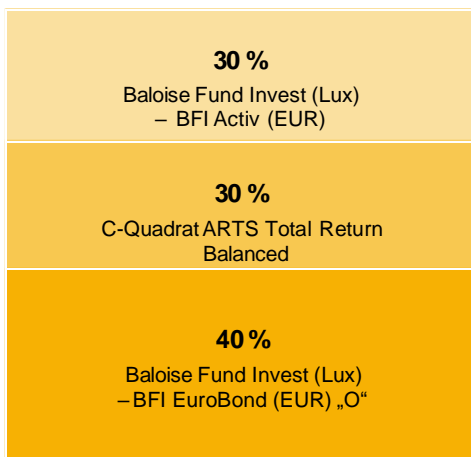 30 %
Baloise Fund Invest (Lux)
– BFI Activ (EUR)
30 %
C-Quadrat ARTS Total Return
Balanced
40 %
Baloise Fund Invest (Lux)
– BFI EuroBond (EUR) „O“